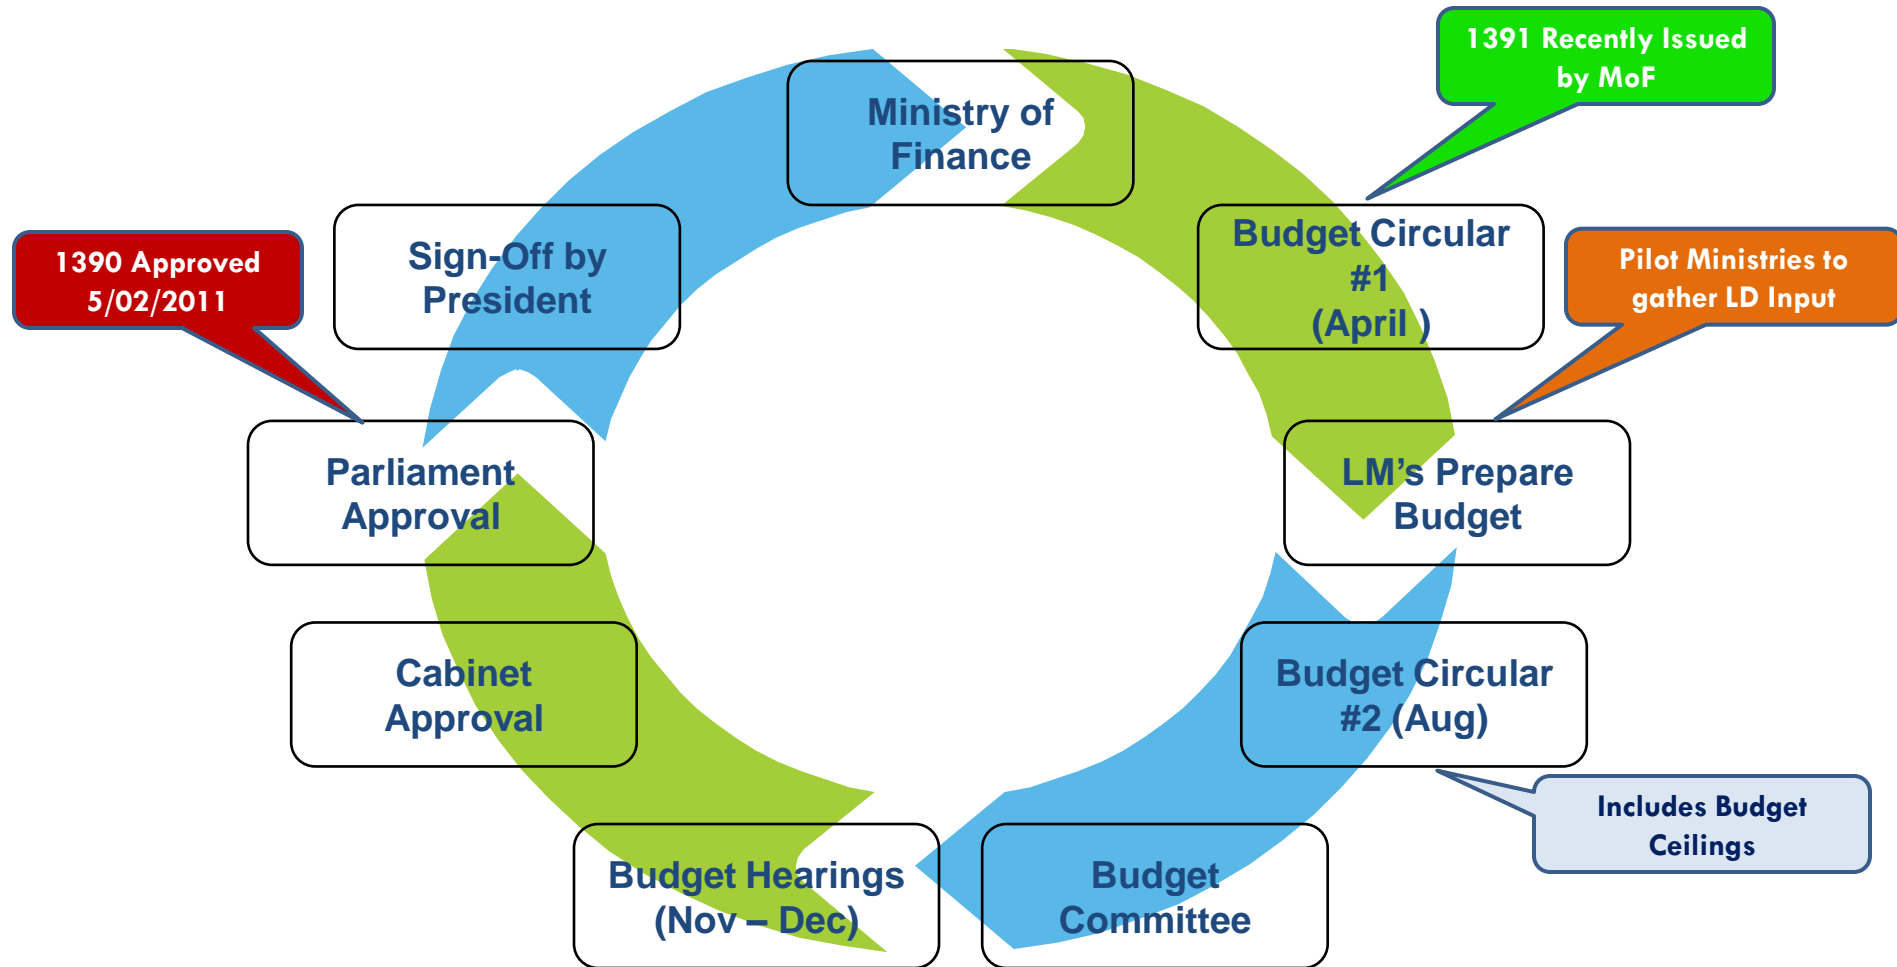 1391 Recently Issued
by MoF
Ministry of
Finance
Budget Circular
#1
(April )
Sign-Off by
President
1390 Approved
5/02/2011
Pilot Ministries to
gather LD Input
Parliament
Approval
LM’s Prepare
Budget
Cabinet
Approval
Budget Circular
#2 (Aug)
Includes Budget
Ceilings
Budget Hearings
(Nov – Dec)
Budget
Committee